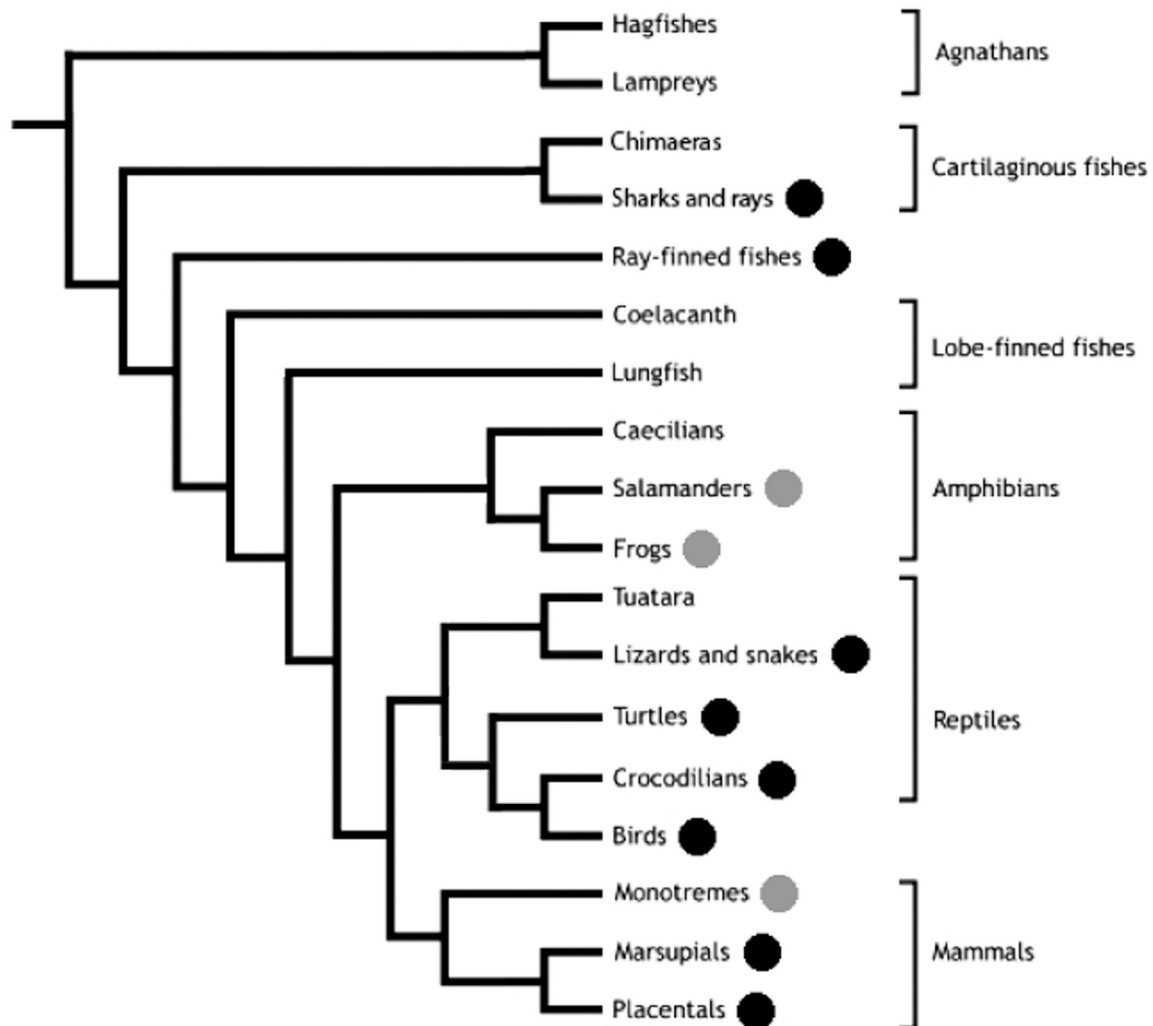 Hagfishes
Lampreys
Agnathans
Chimaeras
Sharks and rays
Cartilaginous fishes
Ray-finned fishes
Coelacanth
Lungfish
Lobe-finned fishes
Caecilians
Salamanders
Frogs
Amphibians
Tuatara
Lizards and snakes
Turtles
Crocodilians
Reptiles
Birds
Monotremes
Marsupials
Placentals
Mammals